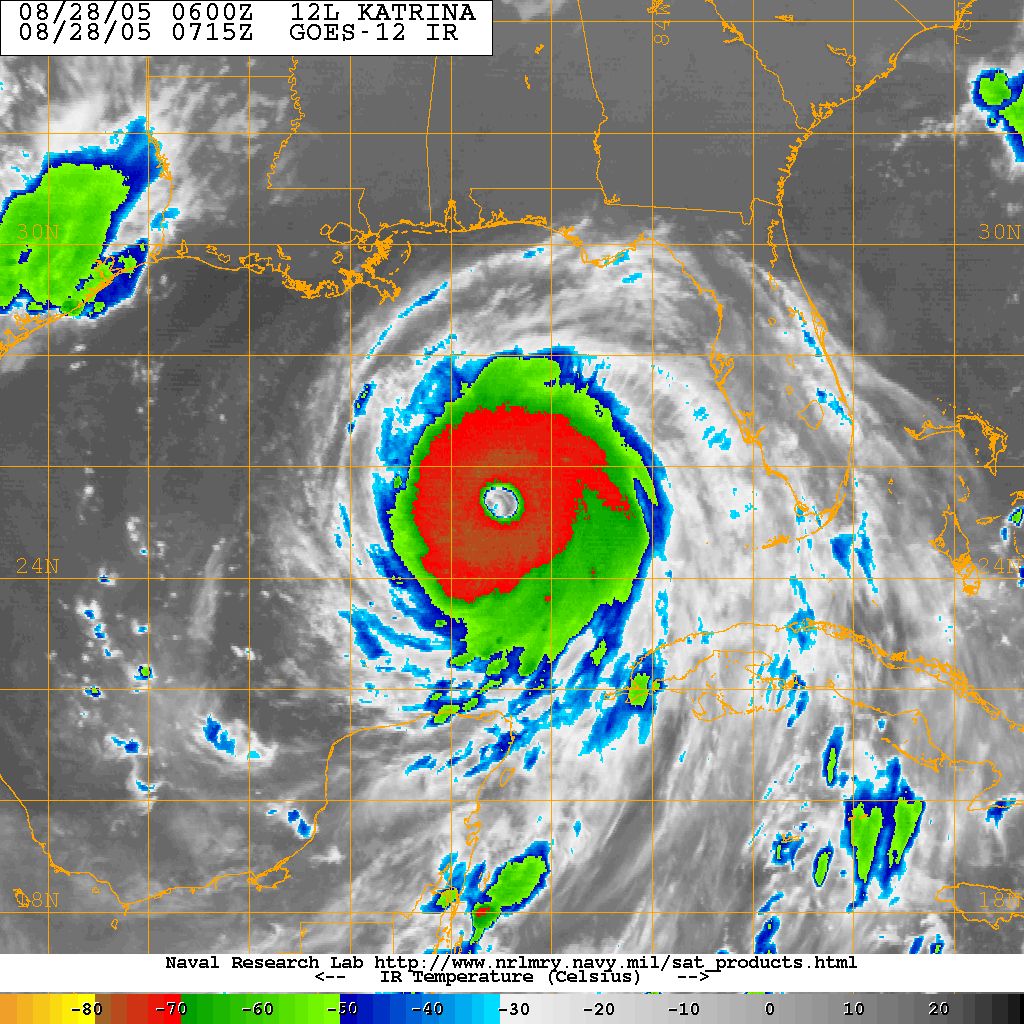 08/28/05 0600Z 12L KATRINA
08/28/05 0715Z GOES-12 IR
84W
78W
30N 30N
24N 24N
18N 18N
Naval Research Lab http://www.nrlmry.navy.mil/sat_products.html
<-- IR Temperature (Celsius) -->
-80 -70 -60 -50 -40 -30 -20 -10 0 10 20